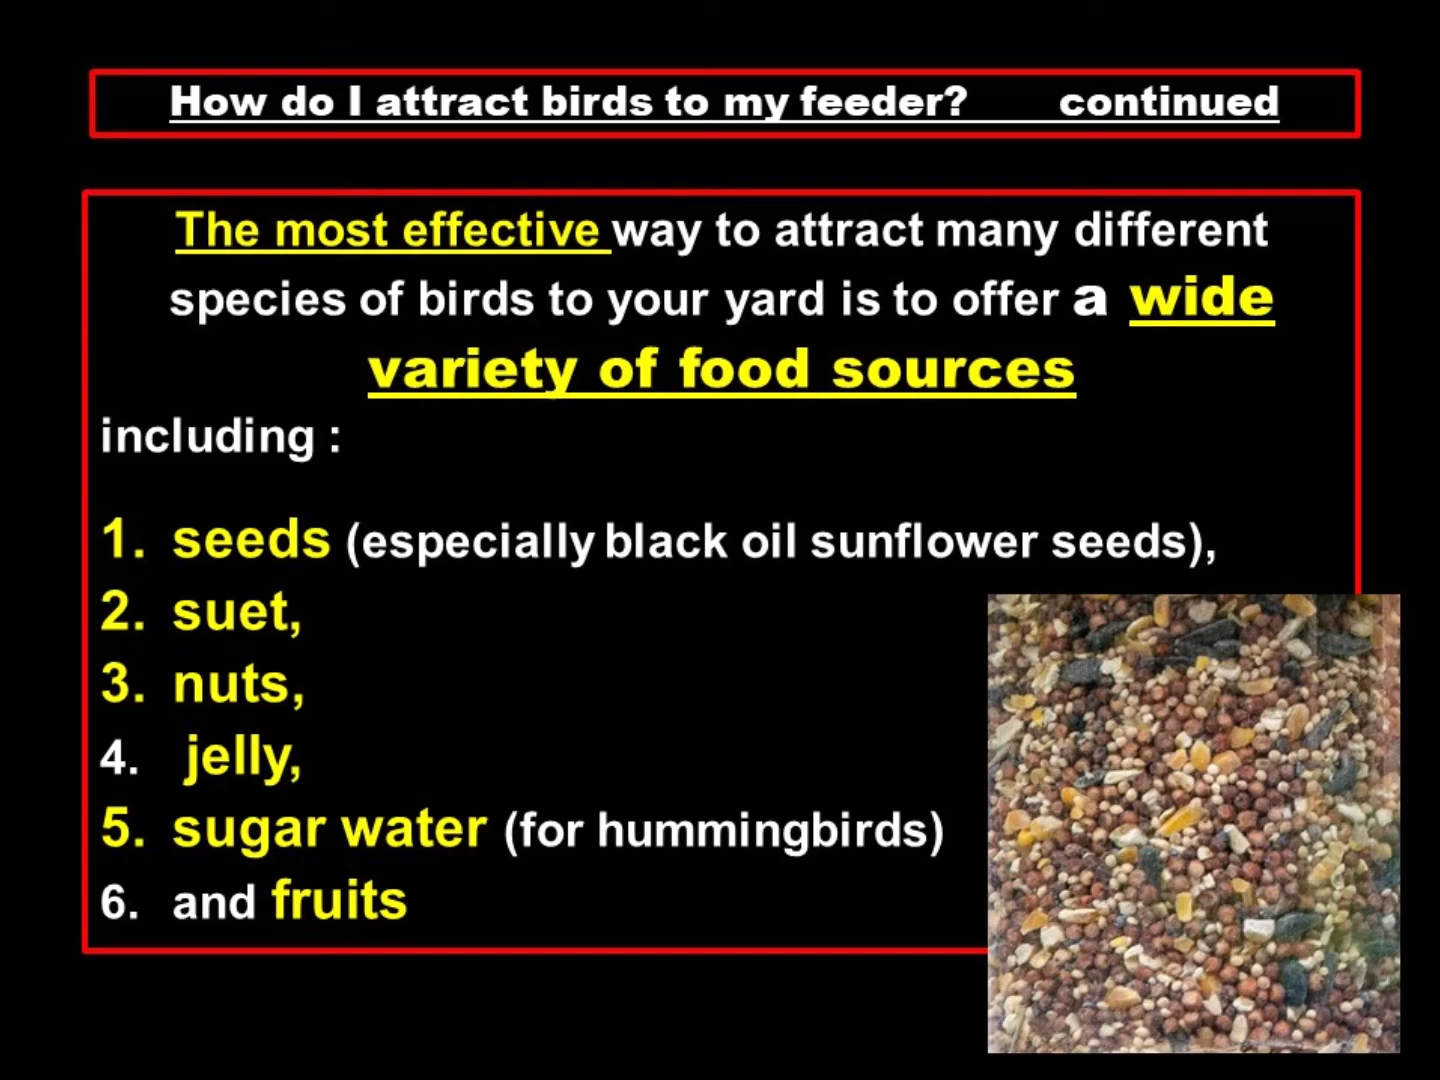 How do I attract birds to my feeder? continued
The most effective way to attract many different
species of birds to your yard is to offer a wide
variety of food sources
including :
1. seeds (especially black oil sunflower seeds),
2. suet,
3. nuts,
4. jelly,
5. sugar water (for hummingbirds)
6. and fruits